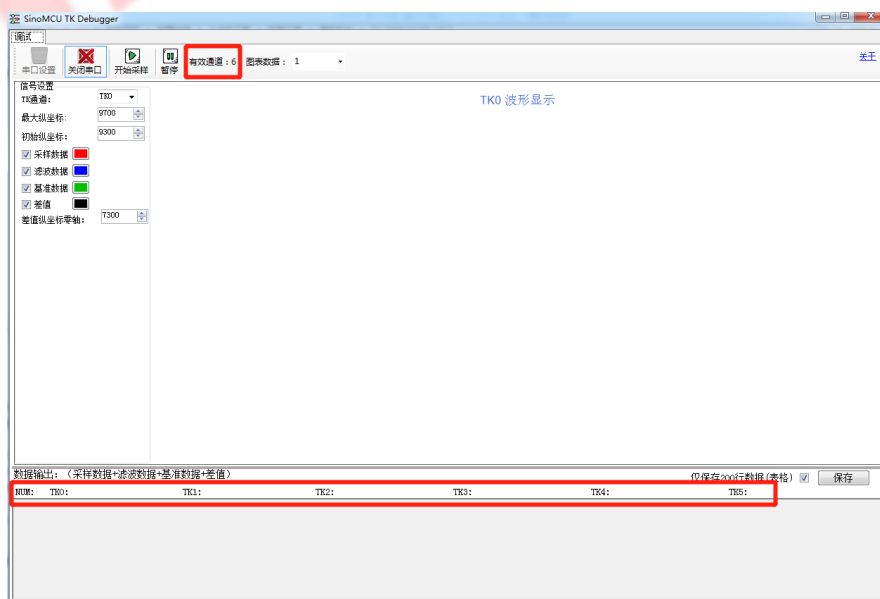 SinoMCU TK Debugger
调试
串口设置 关闭串口 开始采样 暂停 有效通道：6 图表数据： 1 关于
信号设置
TK通道： TK0
最大纵坐标： 9700
初始纵坐标： 9300
采样数据
滤波数据
基准数据
差值
差值纵坐标零轴： 7300
TK0 波形显示
数据输出：（采样数据+滤波数据+基准数据+差值） 仅保存200行数据(表格) 保存
NUM: TK0: TK1: TK2: TK3: TK4: TK5: